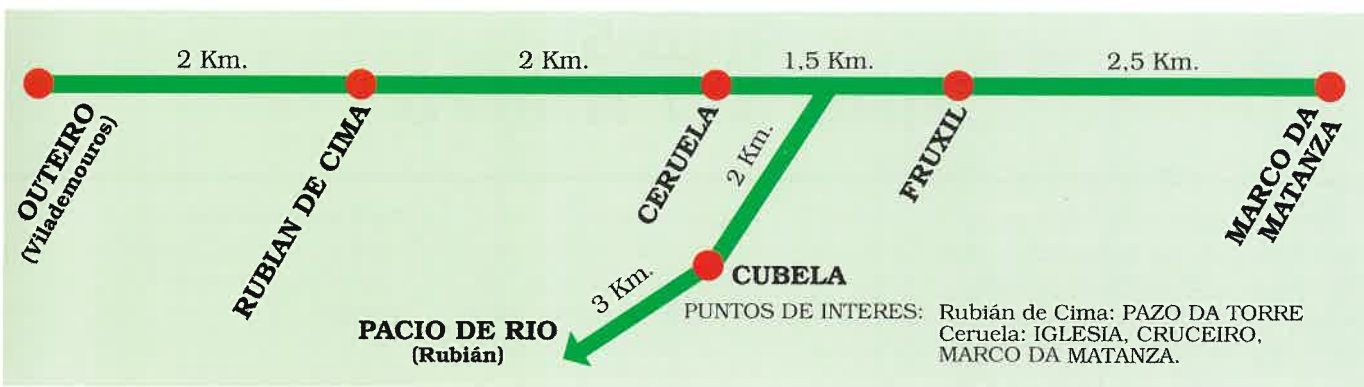 2 Km.
2 Km.
1,5 Km.
2,5 Km.
OUTEIRO
(Vilademouros)
RUBIAN DE CIMA
CERUELA
2 Km.
FRUXIL
MARCO DA
MATANZA
CUBELA
3 Km.
PACIO DE RIO
(Rubián)
PUNTOS DE INTERES: Rubián de Cima: PAZO DA TORRE
Ceruela: IGLESIA, CRUCEIRO,
MARCO DA MATANZA.